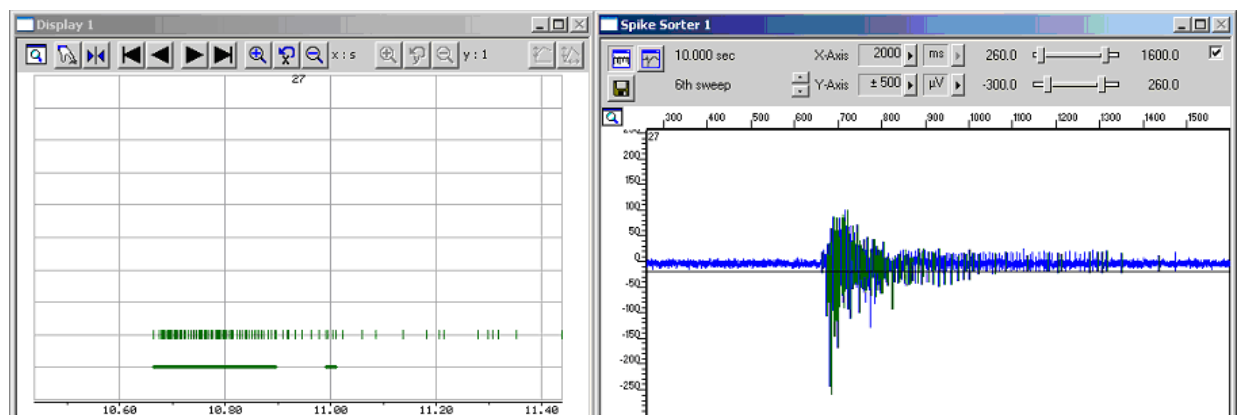 Display 1
x : s
y : 1
27
10.60 10.80 11.00 11.20 11.40
Spike Sorter 1
10.000 sec X-Axis 2000 ms 260.0 1600.0
6th sweep Y-Axis ± 500 µV -300.0 260.0
300 400 500 600 700 800 900 1000 1100 1200 1300 1400 1500
27
200
150
100
50
0
-50
-100
-150
-200
-250